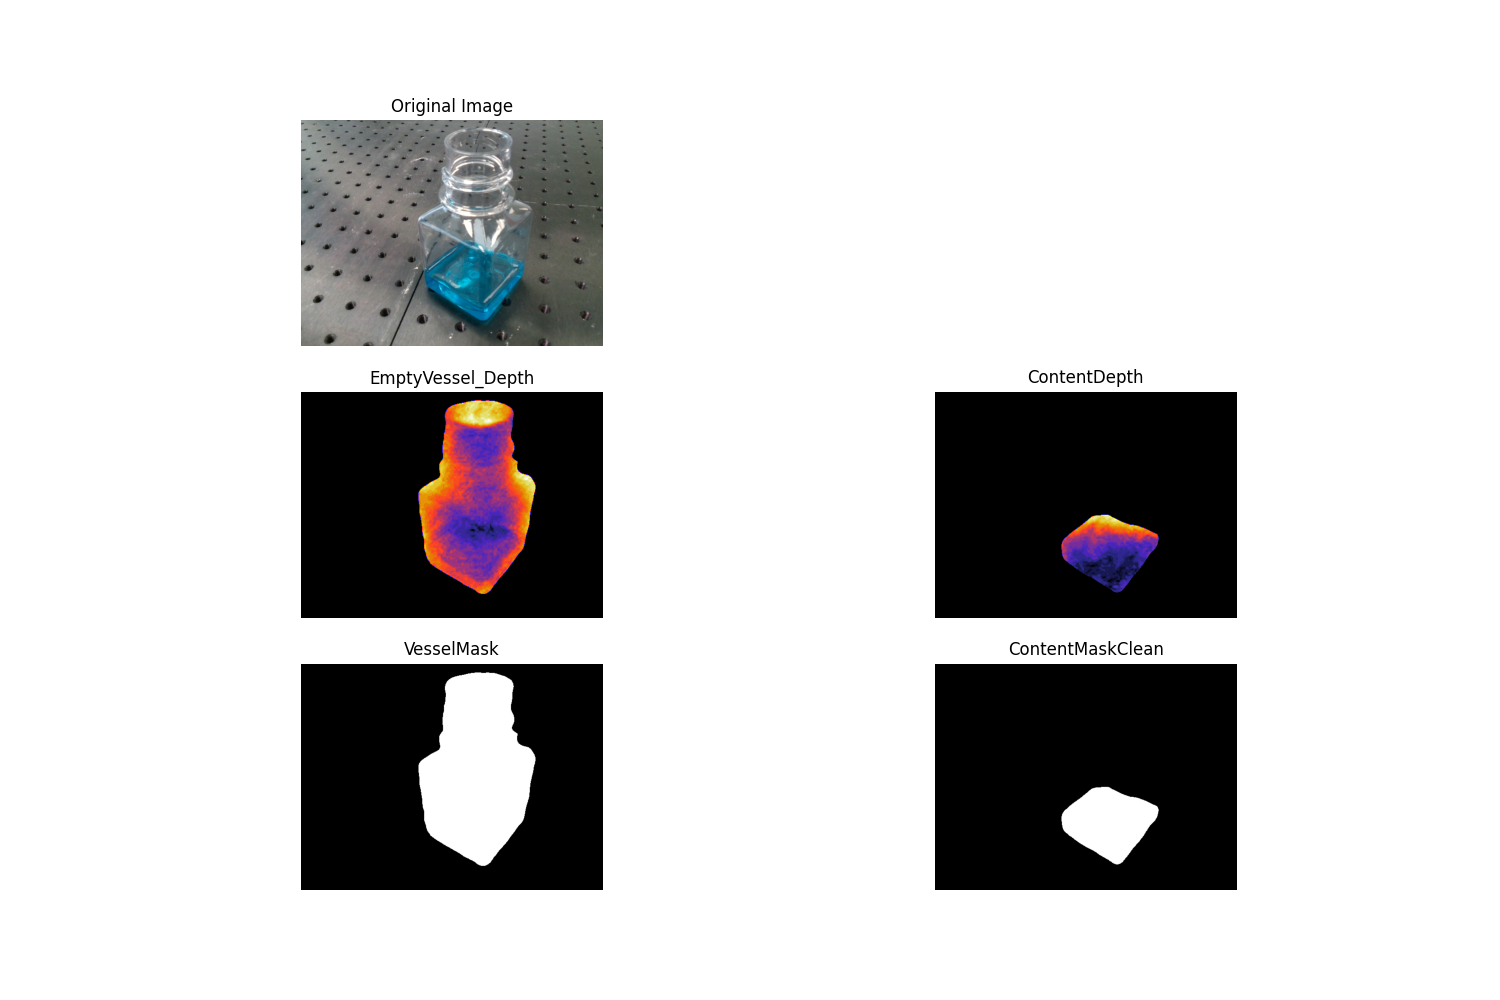 Original Image
EmptyVessel_Depth
ContentDepth
VesselMask
ContentMaskClean